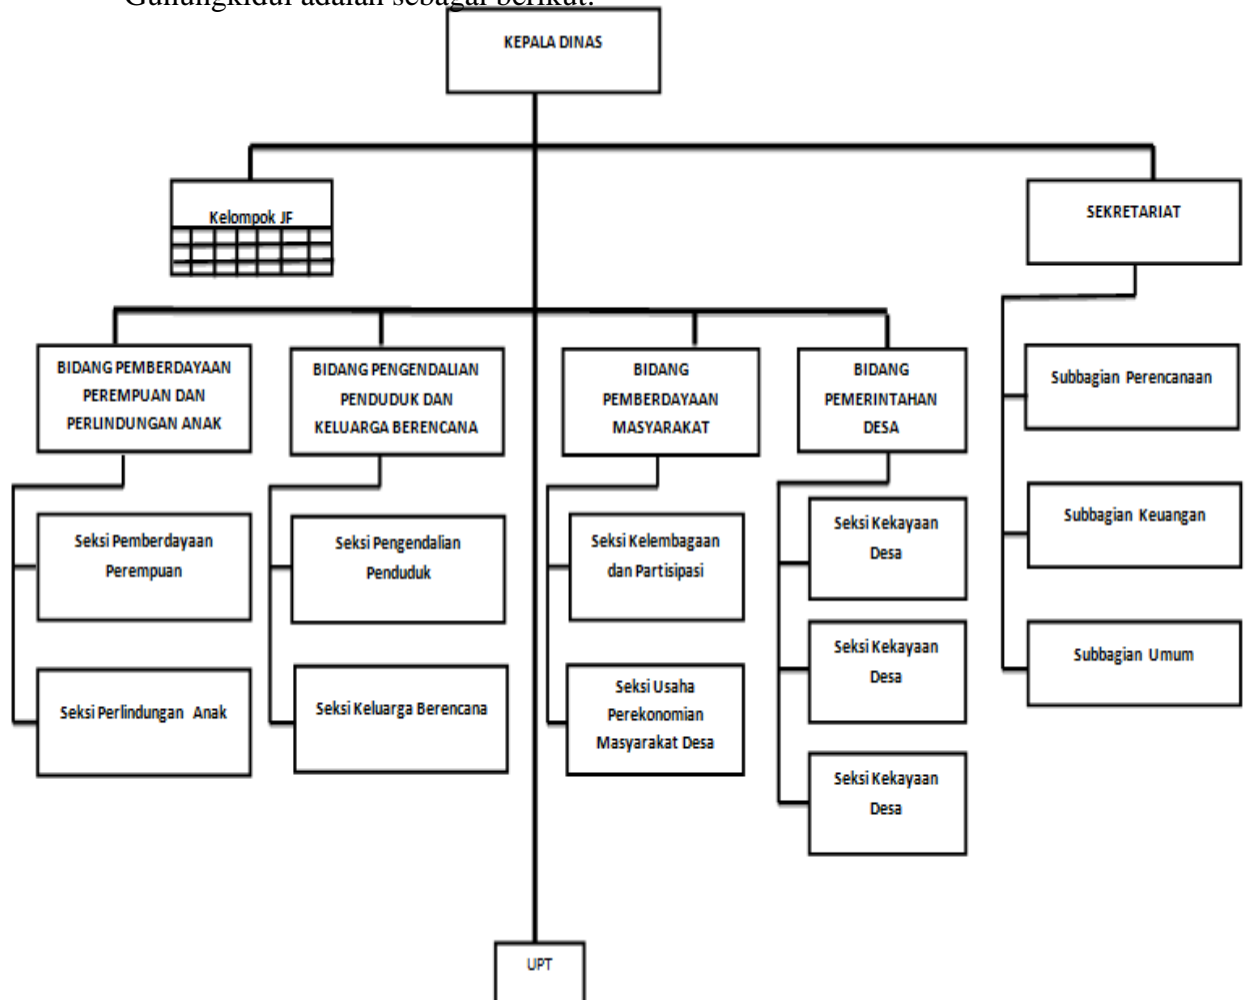 Gunungkidul adalah sebagai berikut:
KEPALA DINAS
Kelompok JF
SEKRETARIAT
BIDANG PEMBERDAYAAN
PEREMPUAN DAN
PERLINDUNGAN ANAK
BIDANG PENGENDALIAN
PENDUDUK DAN
KELUARGA BERENCANA
BIDANG
PEMBERDAYAAN
MASYARAKAT
BIDANG
PEMERINTAHAN
DESA
Subbagian Perencanaan
Subbagian Keuangan
Subbagian Umum
Seksi Pemberdayaan
Perempuan
Seksi Perlindungan Anak
Seksi Pengendalian
Penduduk
Seksi Keluarga Berencana
Seksi Kelembagaan
dan Partisipasi
Seksi Usaha
Perekonomian
Masyarakat Desa
Seksi Kekayaan
Desa
Seksi Kekayaan
Desa
Seksi Kekayaan
Desa
UPT